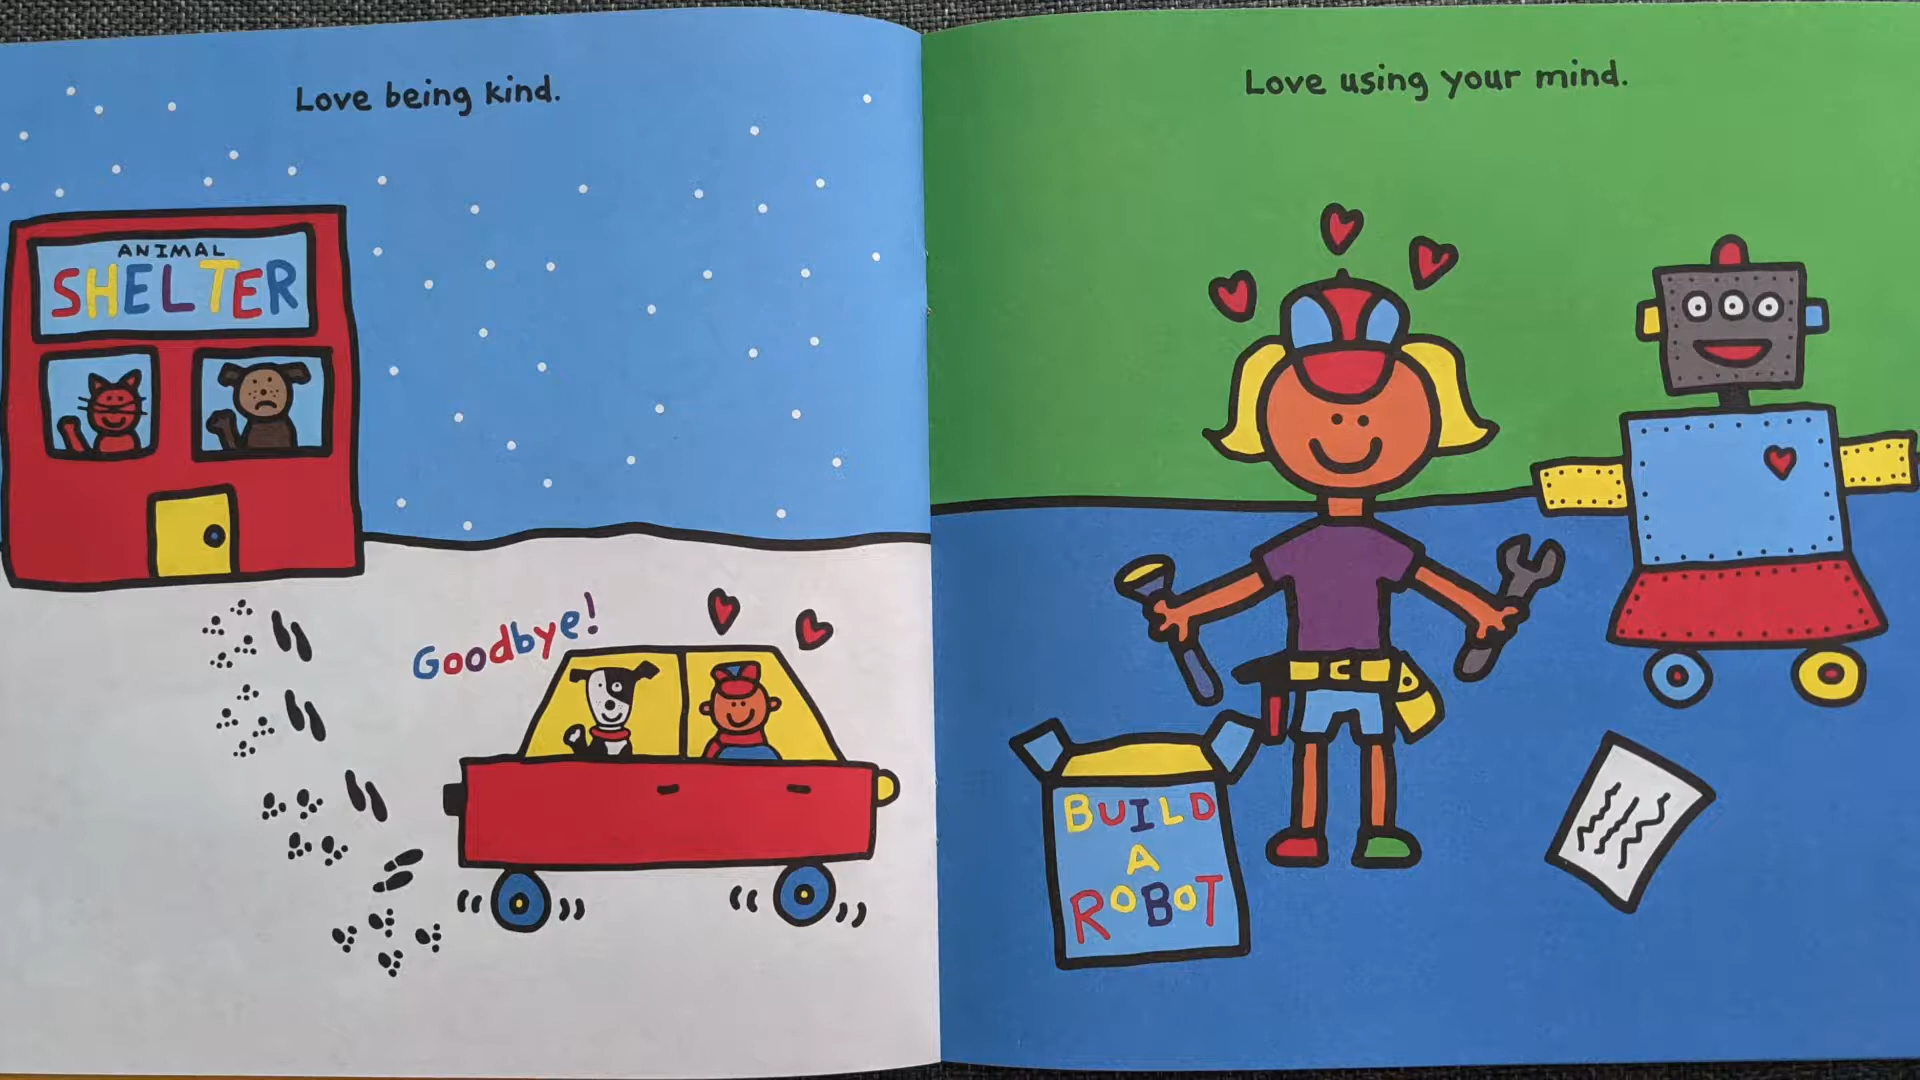 Love being kind.
ANIMAL
SHELTER
Goodbye!
Love using your mind.
BUILD
A
ROBOT